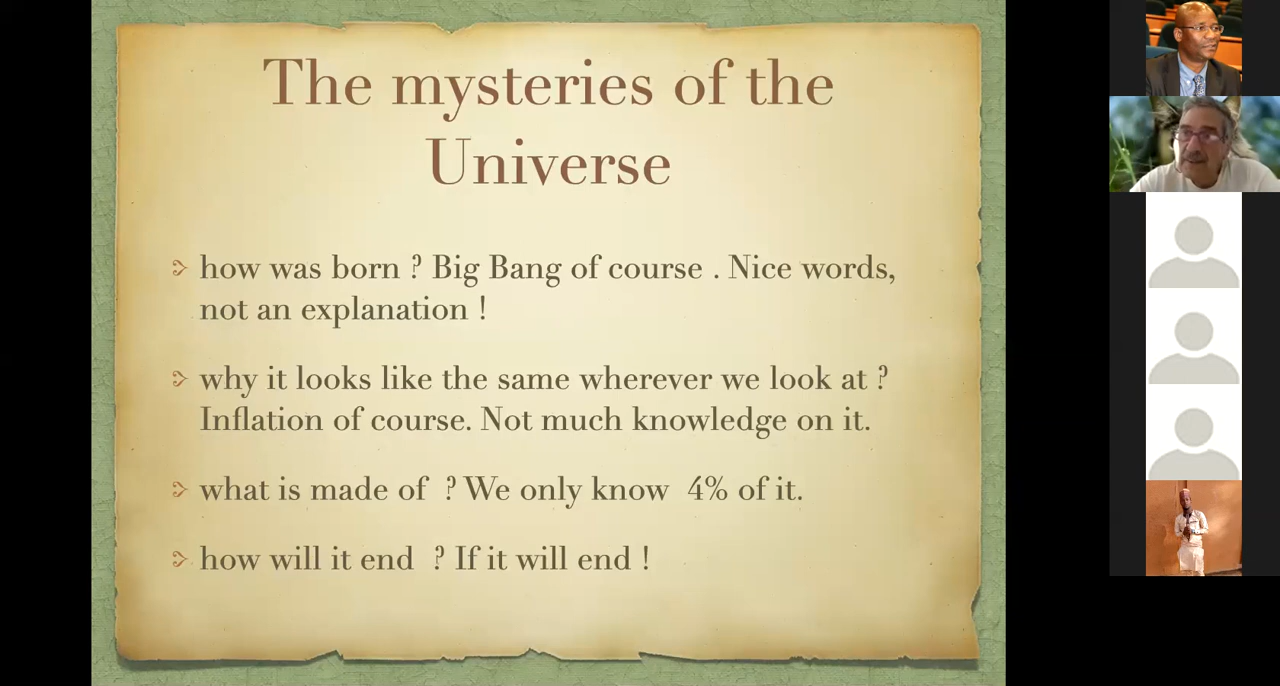 The mysteries of the
Universe
how was born ? Big Bang of course . Nice words,
not an explanation !
why it looks like the same wherever we look at ?
Inflation of course. Not much knowledge on it.
what is made of  ? We only know  4% of it.
how will it end  ? If it will end !